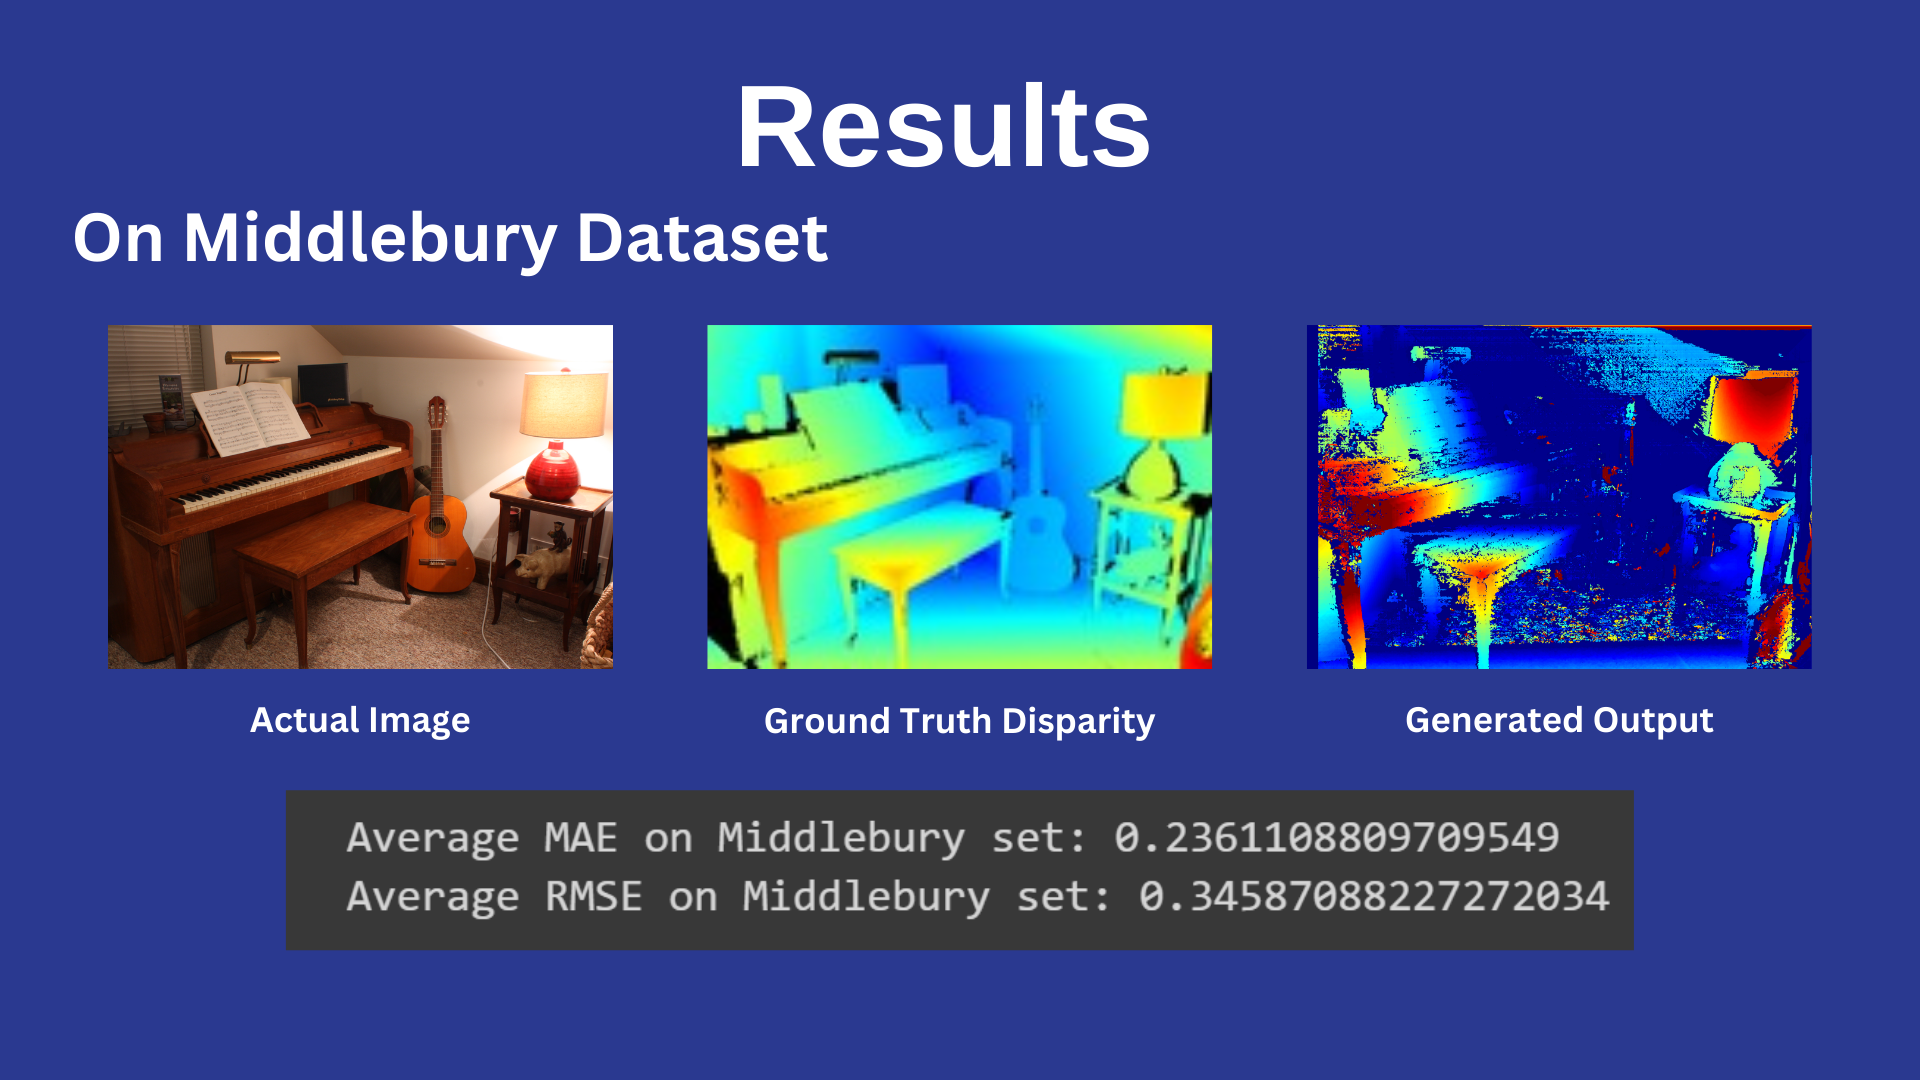 Results
On Middlebury Dataset
Actual Image
Ground Truth Disparity
Generated Output
Average MAE on Middlebury set: 0.2361108809709549
Average RMSE on Middlebury set: 0.34587088227272034